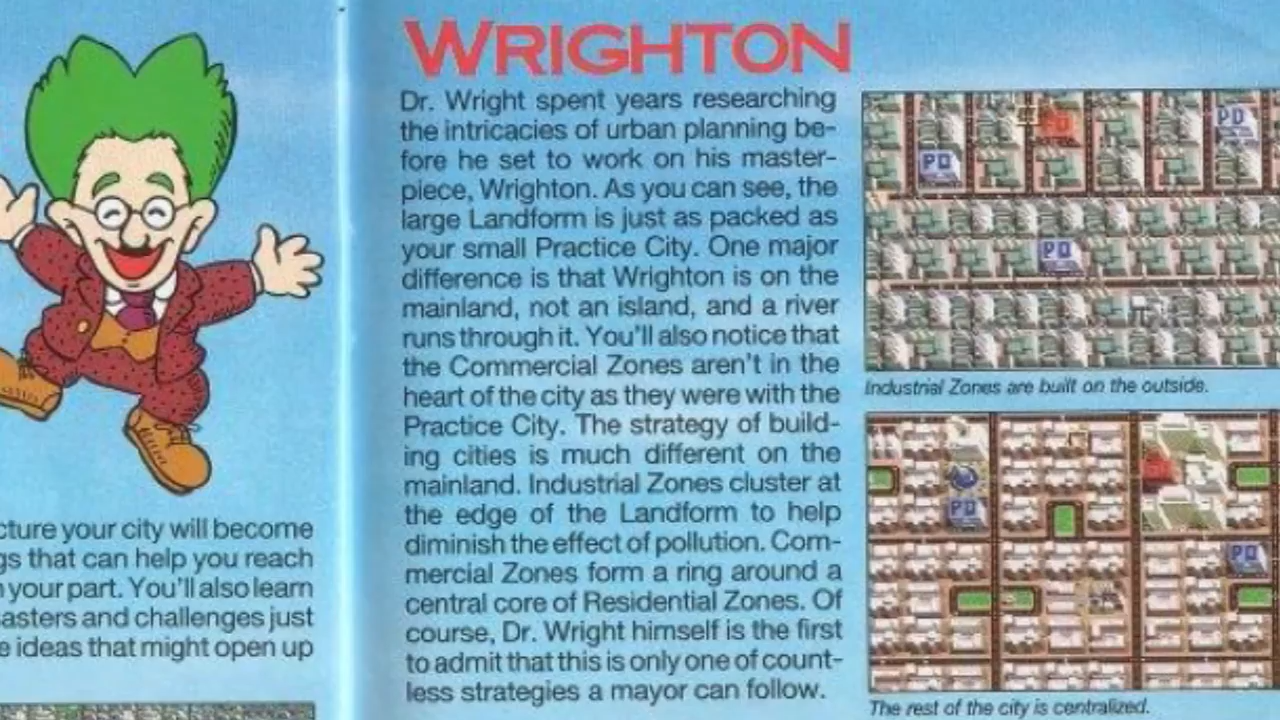 cture your city will become
gs that can help you reach
your part. You'll also learn
asters and challenges just
e ideas that might open up
WRIGHTON
Dr. Wright spent years researching
the intricacies of urban planning be-
fore he set to work on his master-
piece, Wrighton. As you can see, the
large Landform is just as packed as
your small Practice City. One major
difference is that Wrighton is on the
mainland, not an island, and a river
runs through it. You'll also notice that
the Commercial Zones aren't in the
heart of the city as they were with the
Practice City. The strategy of build-
ing cities is much different on the
mainland. Industrial Zones cluster at
the edge of the Landform to help
diminish the effect of pollution. Com-
mercial Zones form a ring around a
central core of Residential Zones. Of
course, Dr. Wright himself is the first
to admit that this is only one of count-
less strategies a mayor can follow.
PD
PD
PD
Industrial Zones are built on the outside.
PD
PD
The rest of the city is centralized.